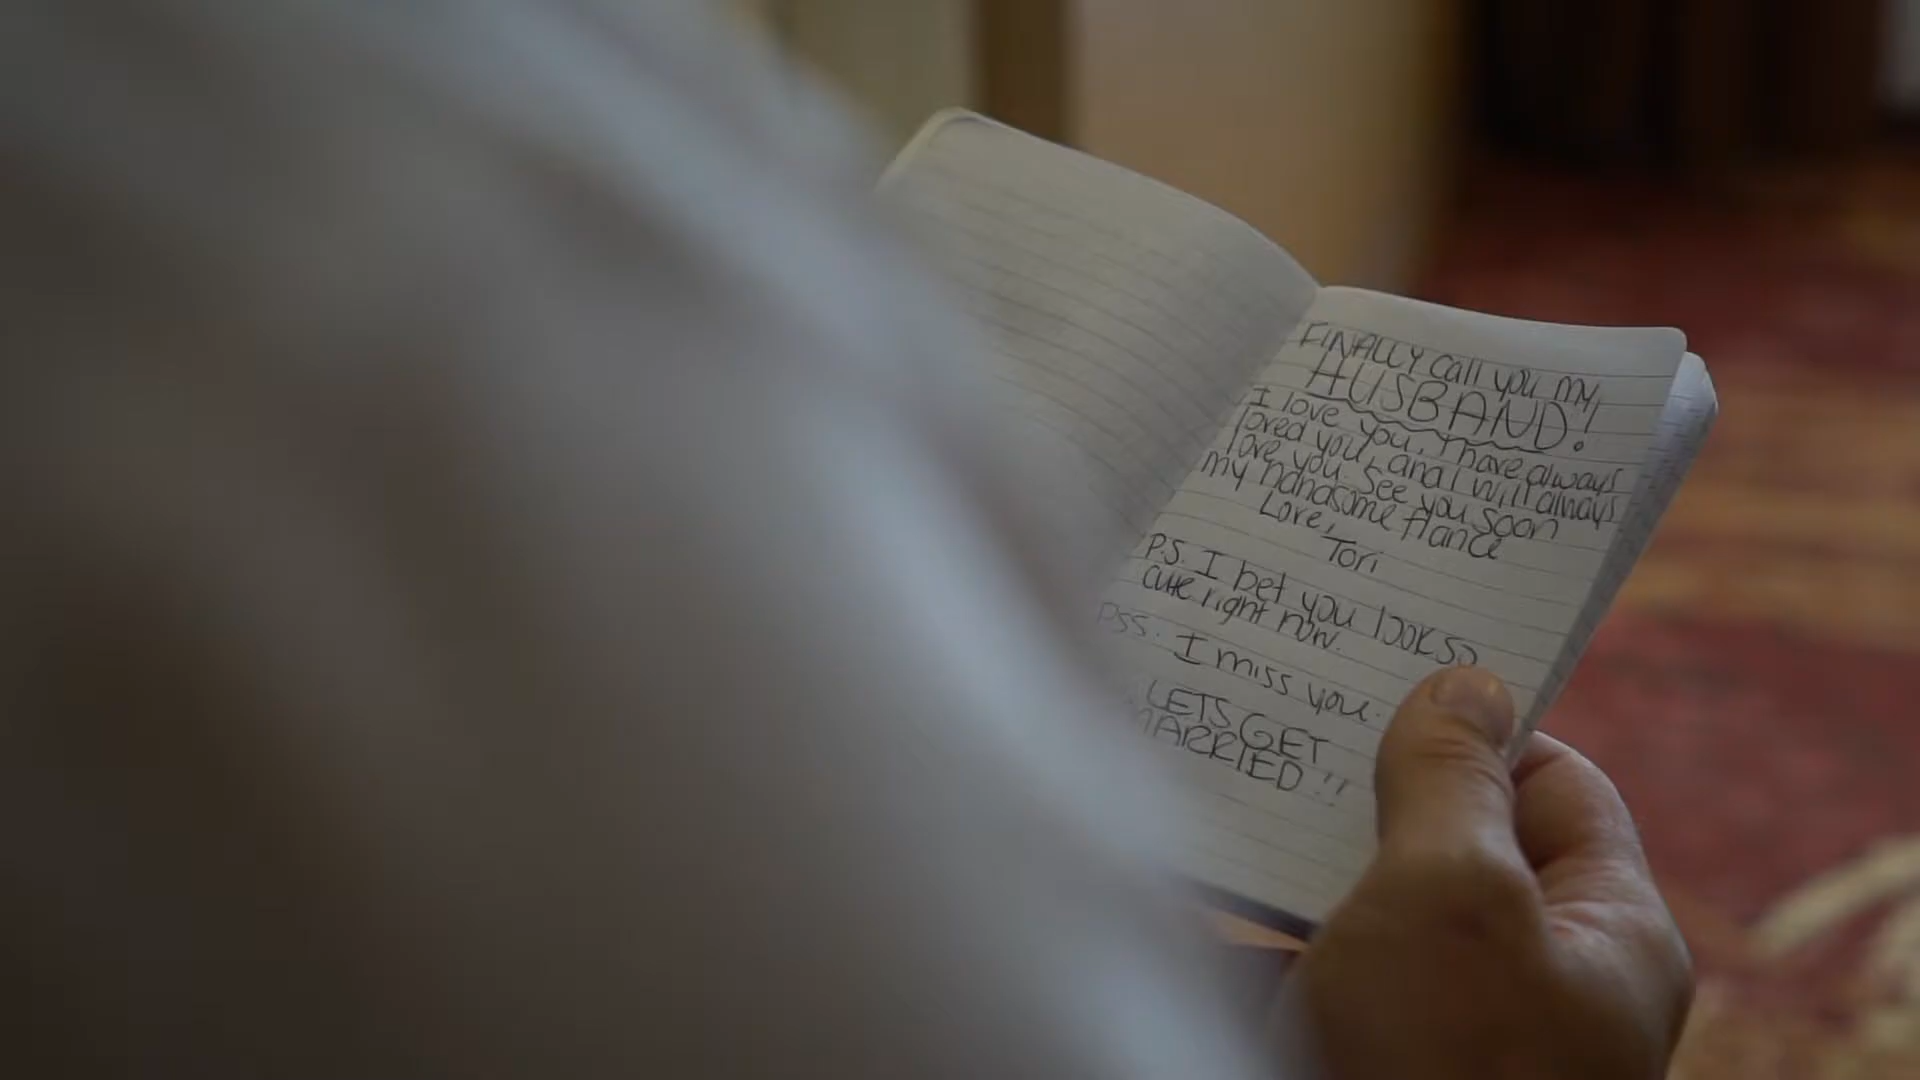 FINALLY call you my
HUSBAND!
I love you, I have always
loved you, and I will always
love you. See you soon
my handsome fiancé
Love,
Tori
P.S. I bet you look so
cute right now.
PSS. I miss you.
LETS GET
MARRIED!!